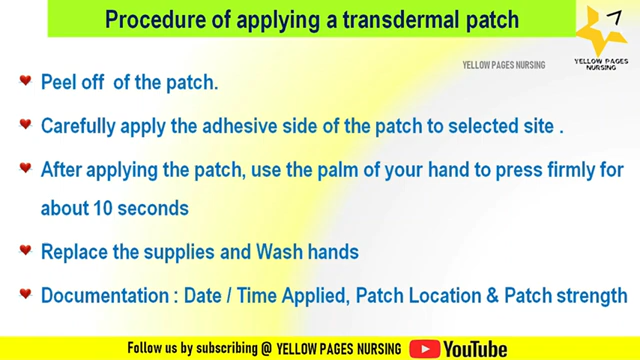 Procedure of applying a transdermal patch
YELLOW PAGES
NURSING
YELLOW PAGES NURSING
Peel off of the patch.
Carefully apply the adhesive side of the patch to selected site .
After applying the patch, use the palm of your hand to press firmly for
about 10 seconds
Replace the supplies and Wash hands
Documentation : Date / Time Applied, Patch Location & Patch strength
Follow us by subscribing @ YELLOW PAGES NURSING YouTube